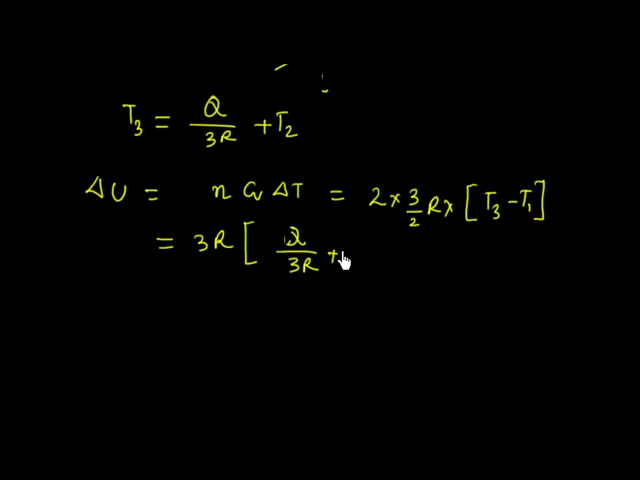 T₃ = Q/3R + T₂
ΔU = n Cv ΔT = 2 × 3/2 R × [T₃ - T₁]
= 3R [ Q/3R +